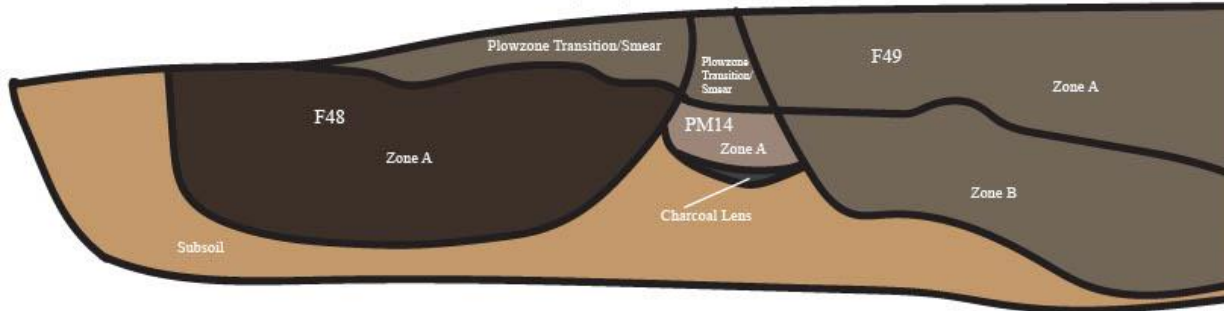 Plowzone Transition/Smear
Plowzone
Transition/
Smear
F49
Zone A
F48
Zone A
PM14
Zone A
Zone B
Charcoal Lens
Subsoil